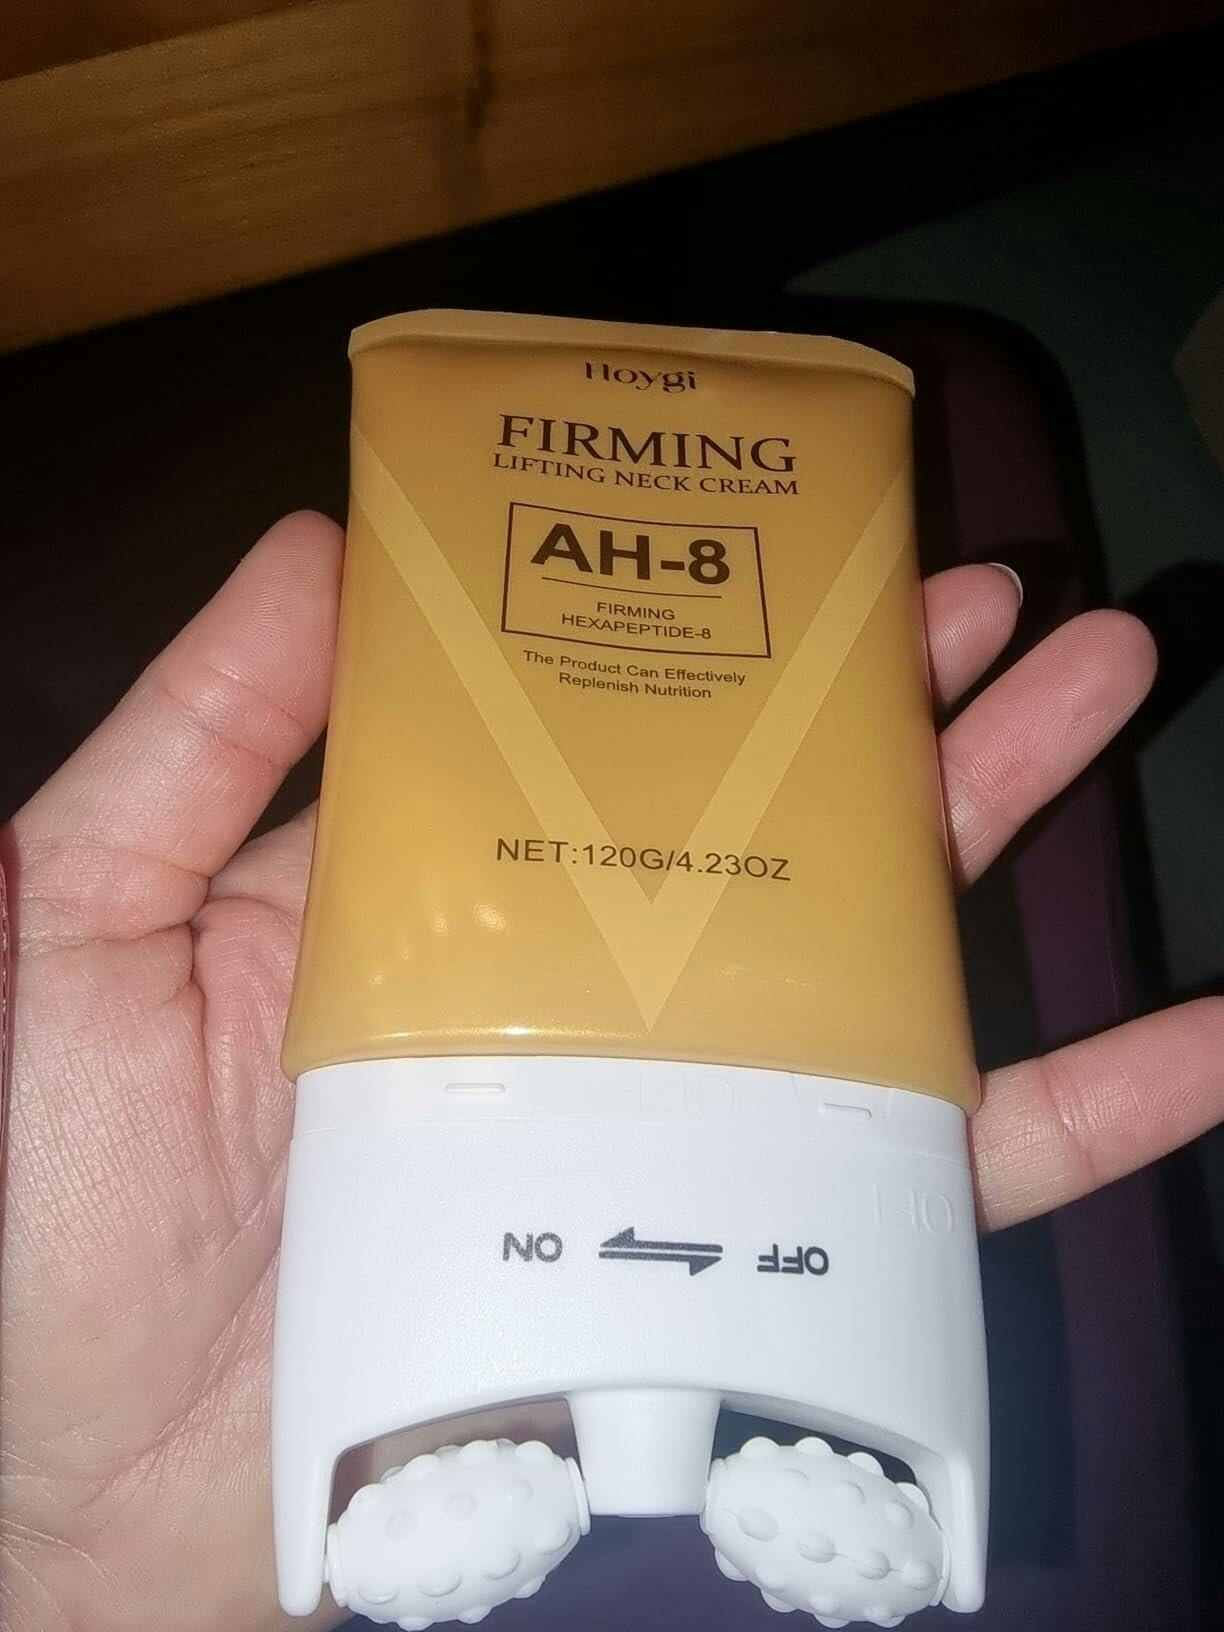 Hoygi
FIRMING
LIFTING NECK CREAM
AH-8
FIRMING
HEXAPEPTIDE-8
The Product Can Effectively
Replenish Nutrition
NET:120G/4.23OZ
ON OFF